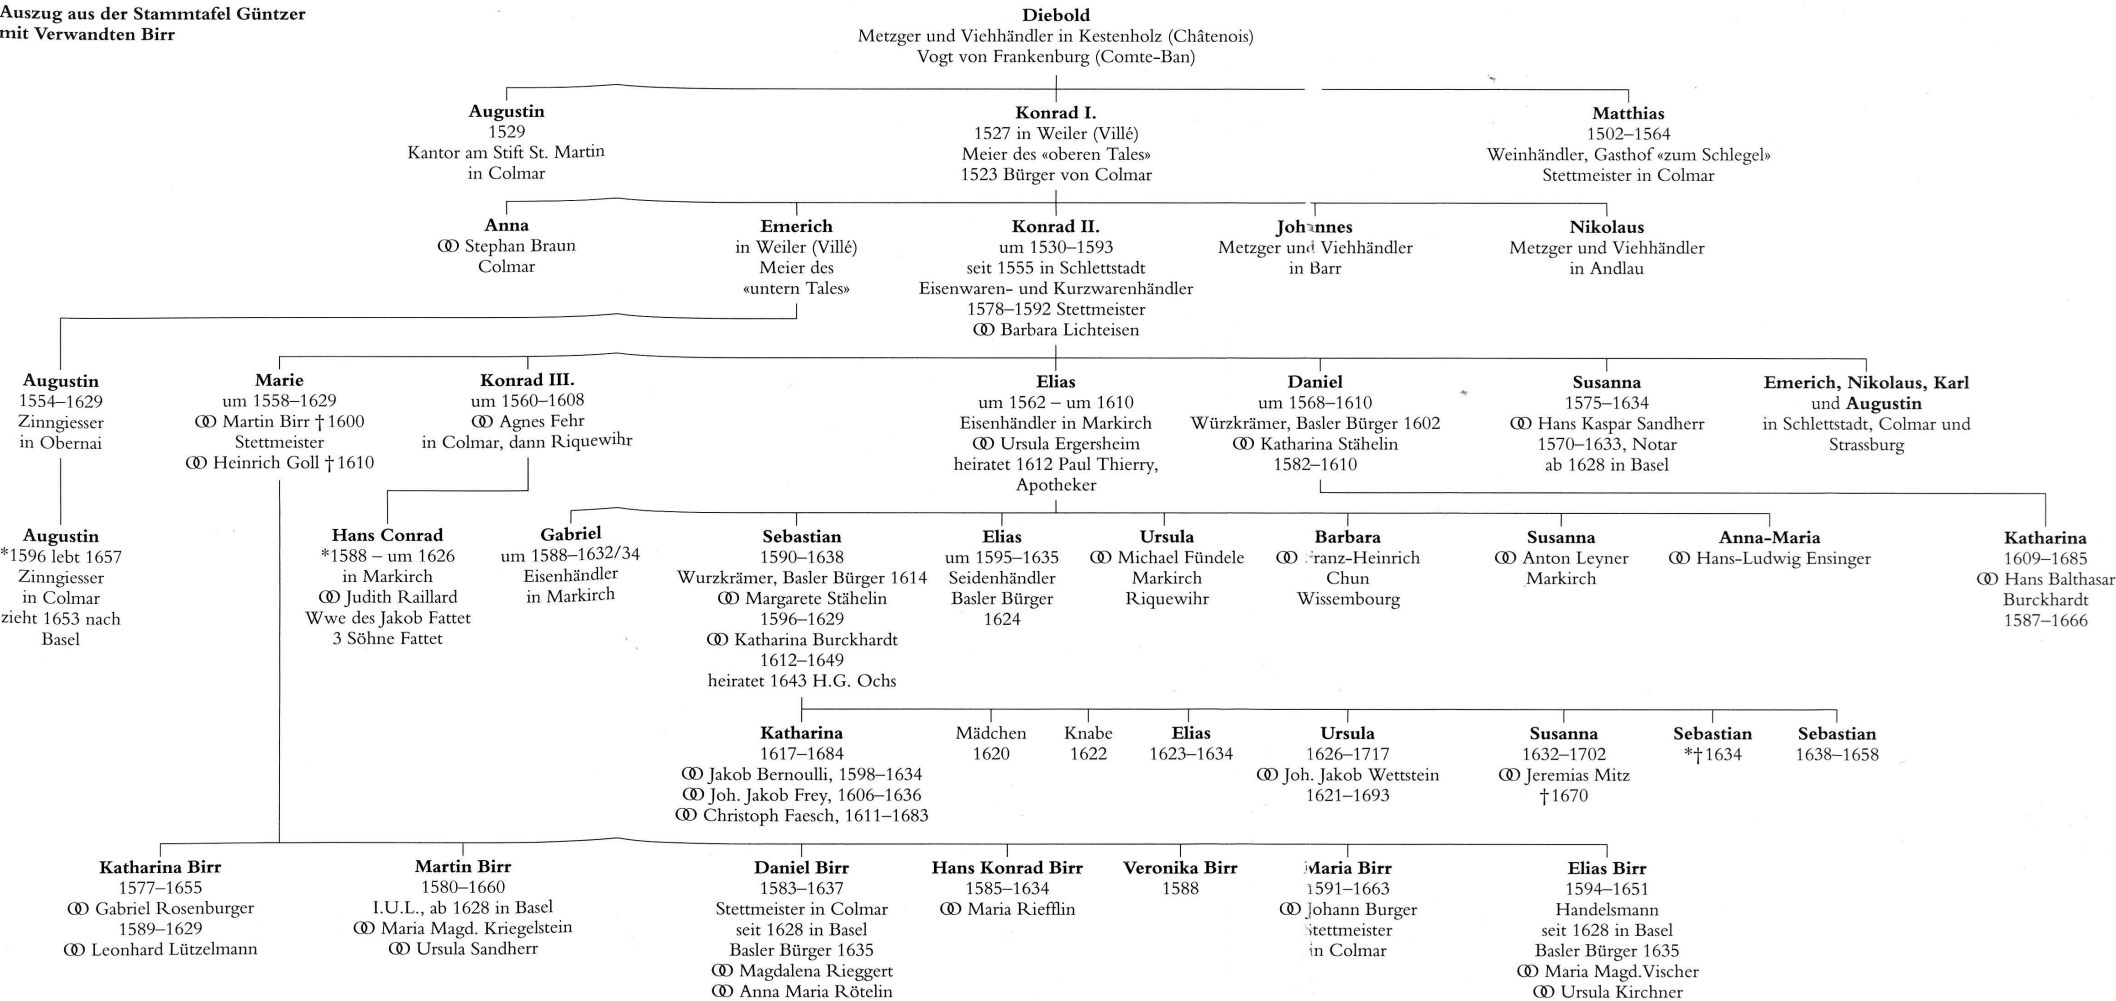 Auszug aus der Stammtafel Güntzer
mit Verwandten Birr
Diebold
Metzger und Viehhändler in Kestenholz (Châtenois)
Vogt von Frankenburg (Comte-Ban)
Augustin
1529
Kantor am Stift St. Martin
in Colmar
Konrad I.
1527 in Weiler (Villé)
Meier des «oberen Tales»
1523 Bürger von Colmar
Matthias
1502–1564
Weinhändler, Gasthof «zum Schlegel»
Stettmeister in Colmar
Anna
⚭ Stephan Braun
Colmar
Emerich
in Weiler (Villé)
Meier des
«untern Tales»
Konrad II.
um 1530–1593
seit 1555 in Schlettstadt
Eisenwaren- und Kurzwarenhändler
1578–1592 Stettmeister
⚭ Barbara Lichteisen
Johannes
Metzger und Viehhändler
in Barr
Nikolaus
Metzger und Viehhändler
in Andlau
Augustin
1554–1629
Zinngiesser
in Obernai
Marie
um 1558–1629
⚭ Martin Birr †1600
Stettmeister
⚭ Heinrich Goll †1610
Konrad III.
um 1560–1608
⚭ Agnes Fehr
in Colmar, dann Riquewihr
Elias
um 1562 – um 1610
Eisenhändler in Markirch
⚭ Ursula Ergersheim
heiratet 1612 Paul Thierry,
Apotheker
Daniel
um 1568–1610
Würzkrämer, Basler Bürger 1602
⚭ Katharina Stähelin
1582–1610
Susanna
1575–1634
⚭ Hans Kaspar Sandherr
1570–1633, Notar
ab 1628 in Basel
Emerich, Nikolaus, Karl
und Augustin
in Schlettstadt, Colmar und
Strassburg
Augustin
*1596 lebt 1657
Zinngiesser
in Colmar
zieht 1653 nach
Basel
Hans Conrad
*1588 – um 1626
in Markirch
⚭ Judith Raillard
Wwe des Jakob Fattet
3 Söhne Fattet
Gabriel
um 1588–1632/34
Eisenhändler
in Markirch
Sebastian
1590–1638
Wurzkrämer, Basler Bürger 1614
⚭ Margarete Stähelin
1596–1629
⚭ Katharina Burckhardt
1612–1649
heiratet 1643 H.G. Ochs
Elias
um 1595–1635
Seidenhändler
Basler Bürger
1624
Ursula
⚭ Michael Fündele
Markirch
Riquewihr
Barbara
⚭ Franz-Heinrich
Chun
Wissembourg
Susanna
⚭ Anton Leyner
Markirch
Anna-Maria
⚭ Hans-Ludwig Ensinger
Katharina
1609–1685
⚭ Hans Balthasar
Burckhardt
1587–1666
Katharina
1617–1684
⚭ Jakob Bernoulli, 1598–1634
⚭ Joh. Jakob Frey, 1606–1636
⚭ Christoph Faesch, 1611–1683
Mädchen
1620
Knabe
1622
Elias
1623–1634
Ursula
1626–1717
⚭ Joh. Jakob Wettstein
1621–1693
Susanna
1632–1702
⚭ Jeremias Mitz
†1670
Sebastian
*†1634
Sebastian
1638–1658
Katharina Birr
1577–1655
⚭ Gabriel Rosenburger
1589–1629
⚭ Leonhard Lützelmann
Martin Birr
1580–1660
I.U.L., ab 1628 in Basel
⚭ Maria Magd. Kriegelstein
⚭ Ursula Sandherr
Daniel Birr
1583–1637
Stettmeister in Colmar
seit 1628 in Basel
Basler Bürger 1635
⚭ Magdalena Rieggert
⚭ Anna Maria Rötelin
Hans Konrad Birr
1585–1634
⚭ Maria Riefflin
Veronika Birr
1588
Maria Birr
1591–1663
⚭ Johann Burger
Stettmeister
in Colmar
Elias Birr
1594–1651
Handelsmann
seit 1628 in Basel
Basler Bürger 1635
⚭ Maria Magd. Vischer
⚭ Ursula Kirchner